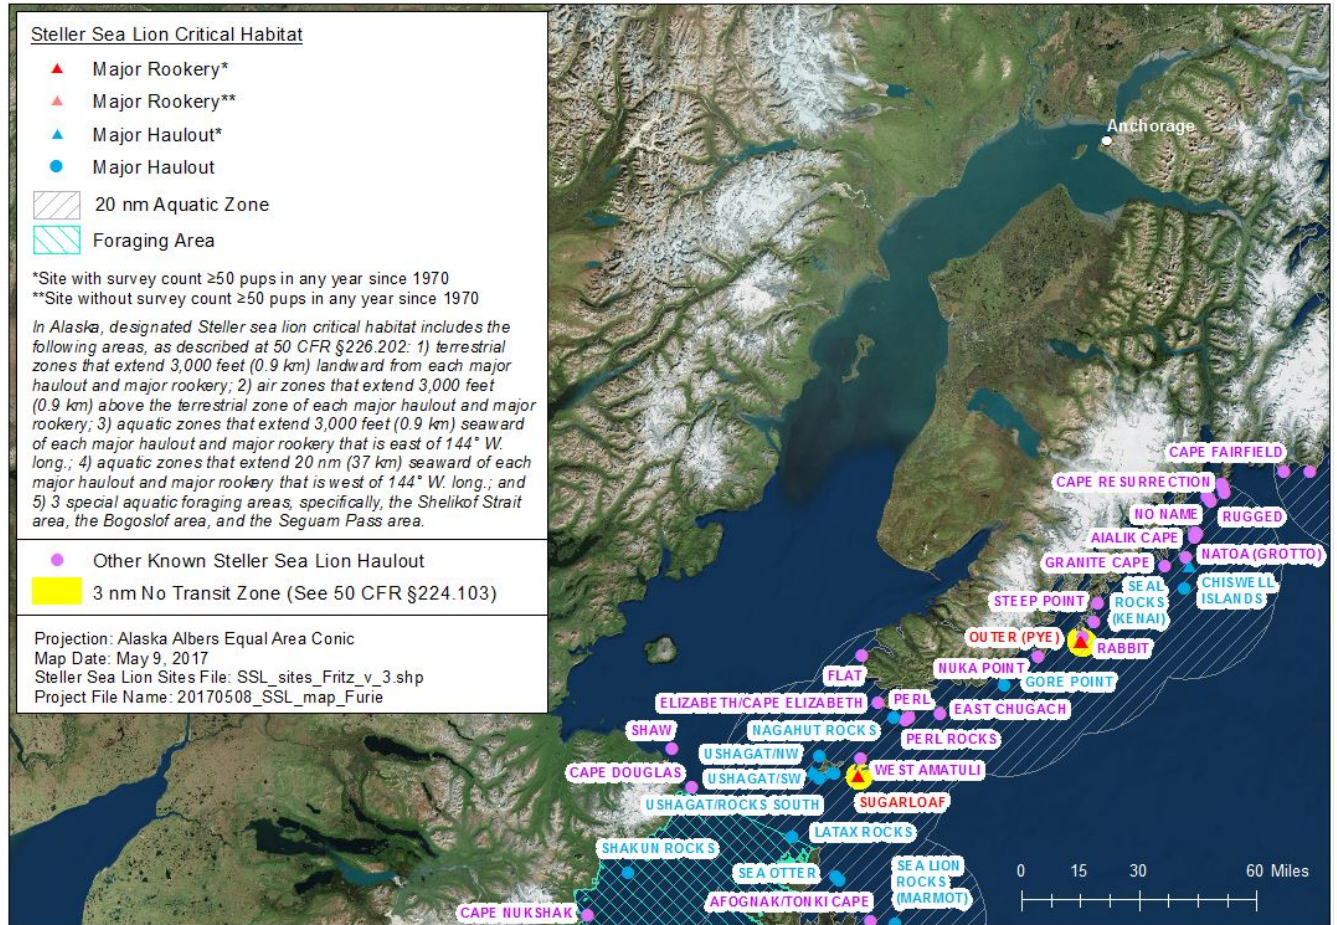 Steller Sea Lion Critical Habitat
Major Rookery*
Major Rookery**
Major Haulout*
Major Haulout
20 nm Aquatic Zone
Foraging Area
*Site with survey count ≥50 pups in any year since 1970
**Site without survey count ≥50 pups in any year since 1970
In Alaska, designated Steller sea lion critical habitat includes the
following areas, as described at 50 CFR §226.202: 1) terrestrial
zones that extend 3,000 feet (0.9 km) landward from each major
haulout and major rookery; 2) air zones that extend 3,000 feet
(0.9 km) above the terrestrial zone of each major haulout and major
rookery; 3) aquatic zones that extend 3,000 feet (0.9 km) seaward
of each major haulout and major rookery that is east of 144° W.
long.; 4) aquatic zones that extend 20 nm (37 km) seaward of each
major haulout and major rookery that is west of 144° W. long.; and
5) 3 special aquatic foraging areas, specifically, the Shelikof Strait
area, the Bogoslof area, and the Seguam Pass area.
Other Known Steller Sea Lion Haulout
3 nm No Transit Zone (See 50 CFR §224.103)
Projection: Alaska Albers Equal Area Conic
Map Date: May 9, 2017
Steller Sea Lion Sites File: SSL_sites_Fritz_v_3.shp
Project File Name: 20170508_SSL_map_Furie
Anchorage
CAPE FAIRFIELD
CAPE RESURRECTION
NO NAME
RUGGED
AIALIK CAPE
NATOA (GROTTO)
GRANITE CAPE
SEAL
ROCKS
(KENAI)
CHISWELL
ISLANDS
STEEP POINT
OUTER (PYE)
RABBIT
NUKA POINT
GORE POINT
FLAT
ELIZABETH/CAPE ELIZABETH
PERL
EAST CHUGACH
NAGAHUT ROCKS
PERL ROCKS
SHAW
USHAGAT/NW
CAPE DOUGLAS
USHAGAT/SW
WEST AMATULI
USHAGAT/ROCKS SOUTH
SUGARLOAF
LATAX ROCKS
SHAKUN ROCKS
SEA OTTER
SEA LION
ROCKS
(MARMOT)
AFOGNAK/TONKI CAPE
CAPE NUKSHAK
0 15 30 60 Miles